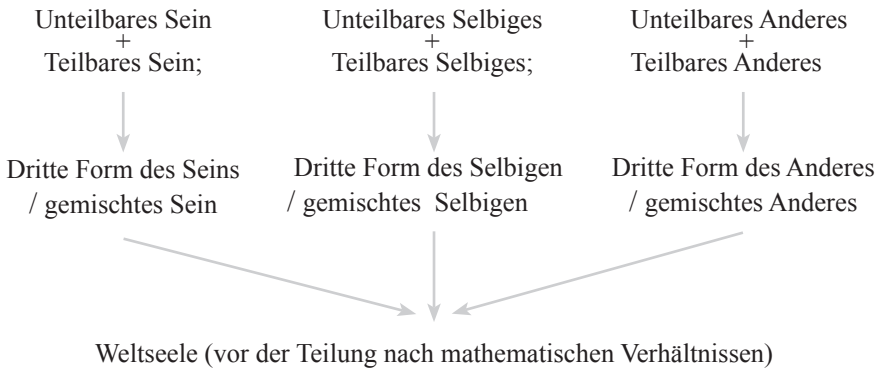 Unteilbares Sein
+
Teilbares Sein;
Unteilbares Selbiges
+
Teilbares Selbiges;
Unteilbares Anderes
+
Teilbares Anderes
Dritte Form des Seins
/ gemischtes Sein
Dritte Form des Selbigen
/ gemischtes Selbigen
Dritte Form des Anderes
/ gemischtes Anderes
Weltseele (vor der Teilung nach mathematischen Verhältnissen)